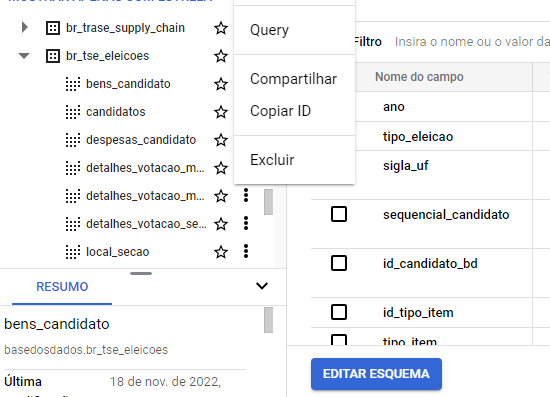 br_trase_supply_chain
br_tse_eleicoes
bens_candidato
candidatos
despesas_candidato
detalhes_votacao_m...
detalhes_votacao_m...
detalhes_votacao_se...
local_secao
Query
Compartilhar
Copiar ID
Excluir
RESUMO
bens_candidato
basedosdados.br_tse_eleicoes
Última 18 de nov. de 2022,
Filtro Insira o nome ou o valor da
Nome do campo
ano
tipo_eleicao
sigla_uf
sequencial_candidato
id_candidato_bd
id_tipo_item
tipo_item
EDITAR ESQUEMA